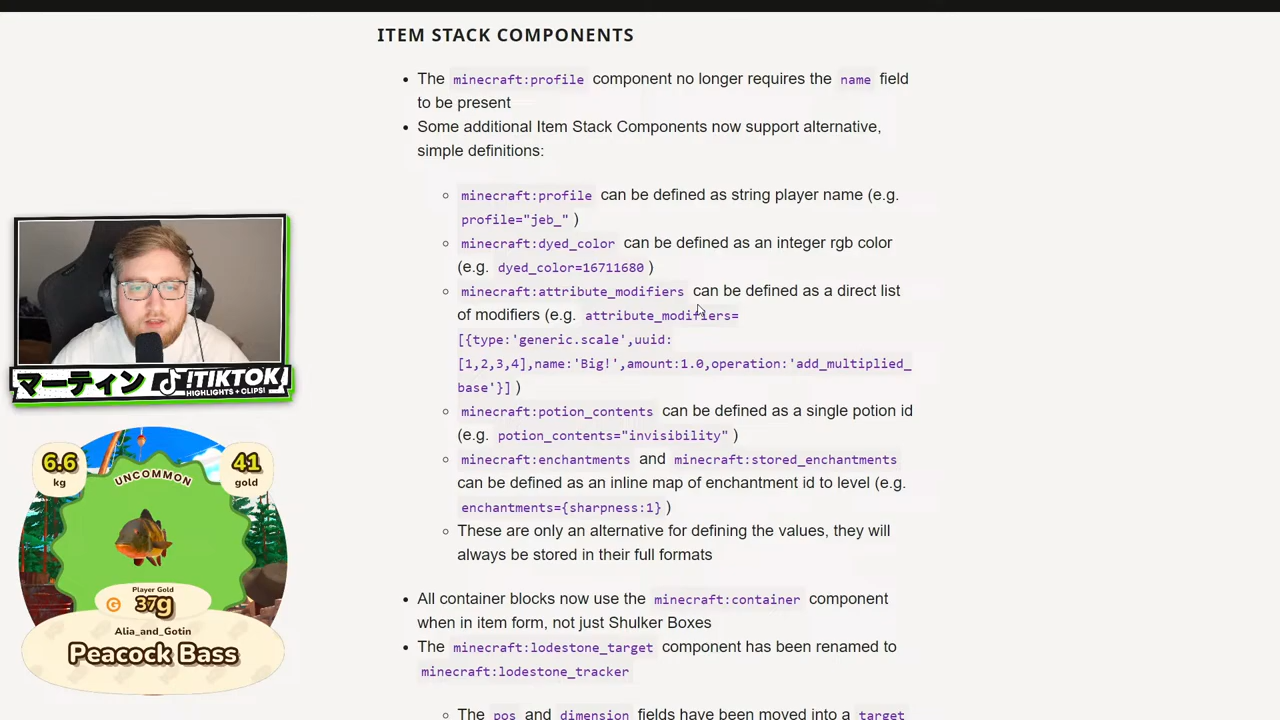 ITEM STACK COMPONENTS
• The minecraft:profile component no longer requires the name field
to be present
• Some additional Item Stack Components now support alternative,
simple definitions:
◦ minecraft:profile can be defined as string player name (e.g.
profile="jeb_" )
◦ minecraft:dyed_color can be defined as an integer rgb color
(e.g. dyed_color=16711680 )
◦ minecraft:attribute_modifiers can be defined as a direct list
of modifiers (e.g. attribute_modifiers=
[{type:'generic.scale',uuid:
[1,2,3,4],name:'Big!',amount:1.0,operation:'add_multiplied_
base'}] )
◦ minecraft:potion_contents can be defined as a single potion id
(e.g. potion_contents="invisibility" )
◦ minecraft:enchantments and minecraft:stored_enchantments
can be defined as an inline map of enchantment id to level (e.g.
enchantments={sharpness:1} )
◦ These are only an alternative for defining the values, they will
always be stored in their full formats
• All container blocks now use the minecraft:container component
when in item form, not just Shulker Boxes
• The minecraft:lodestone_target component has been renamed to
minecraft:lodestone_tracker
◦ The pos and dimension fields have been moved into a target
マーティン
!TIKTOK
HIGHLIGHTS + CLIPS!
6.6
kg
UNCOMMON
41
gold
Player Gold
G 37g
Alia_and_Gotin
Peacock Bass